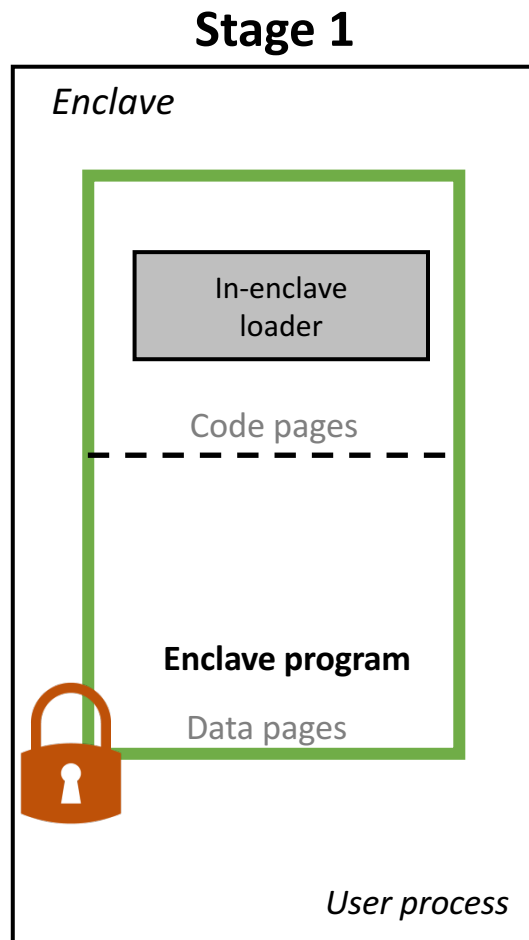 Stage 1
Enclave
In-enclave
loader
Code pages
Enclave program
Data pages
User process